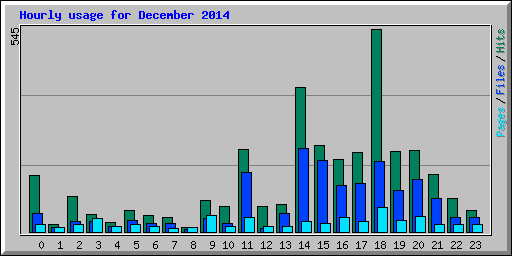 Hourly usage for December 2014
545
Pages/Files/Hits
0 1 2 3 4 5 6 7 8 9 10 11 12 13 14 15 16 17 18 19 20 21 22 23